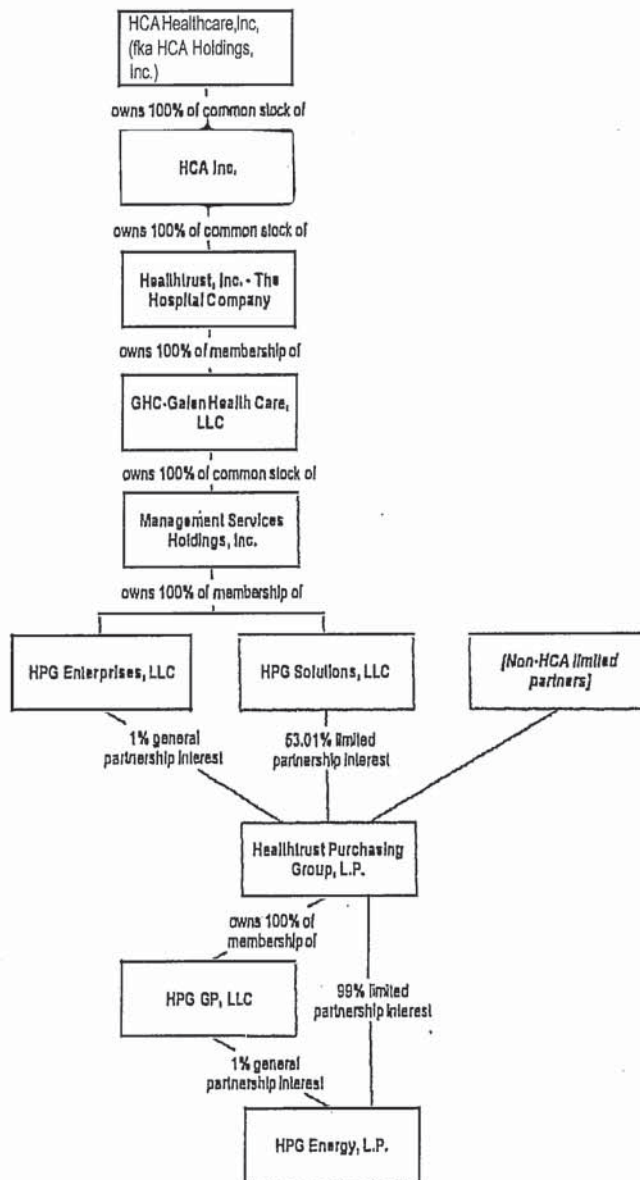 HCA Healthcare,Inc,
(fka HCA Holdings,
Inc.)
owns 100% of common stock of
HCA Inc.
owns 100% of common stock of
Healthtrust, Inc. - The
Hospital Company
owns 100% of membership of
GHC-Galen Health Care,
LLC
owns 100% of common stock of
Management Services
Holdings, Inc.
owns 100% of membership of
HPG Enterprises, LLC
HPG Solutions, LLC
[Non-HCA limited
partners]
1% general
partnership interest
53.01% limited
partnership interest
Healthtrust Purchasing
Group, L.P.
owns 100% of
membership of
HPG GP, LLC
99% limited
partnership interest
1% general
partnership interest
HPG Energy, L.P.